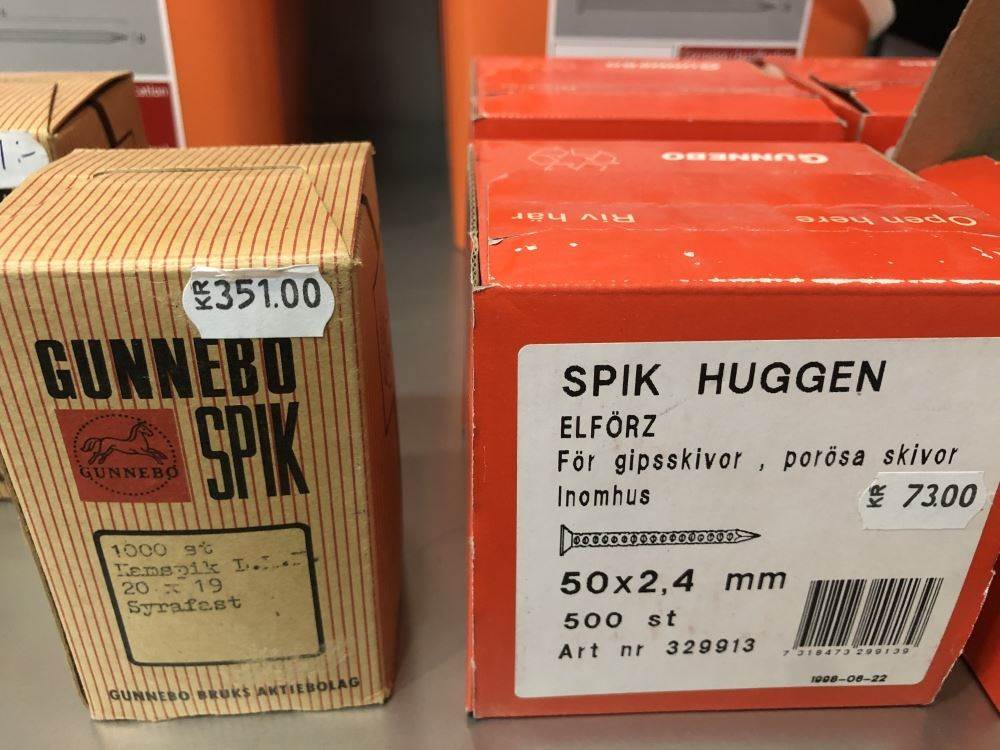 KR 351.00
GUNNEBO
SPIK
GUNNEBO
1000 st
20 x 19
Syrafast
GUNNEBO BRUKS AKTIEBOLAG
GUNNEBO
Open here
Riv här
SPIK HUGGEN
ELFÖRZ
För gipsskivor , porösa skivor
Inomhus
KR 73.00
50x2,4 mm
500 st
Art nr 329913
7 318473 299139
1998-06-22